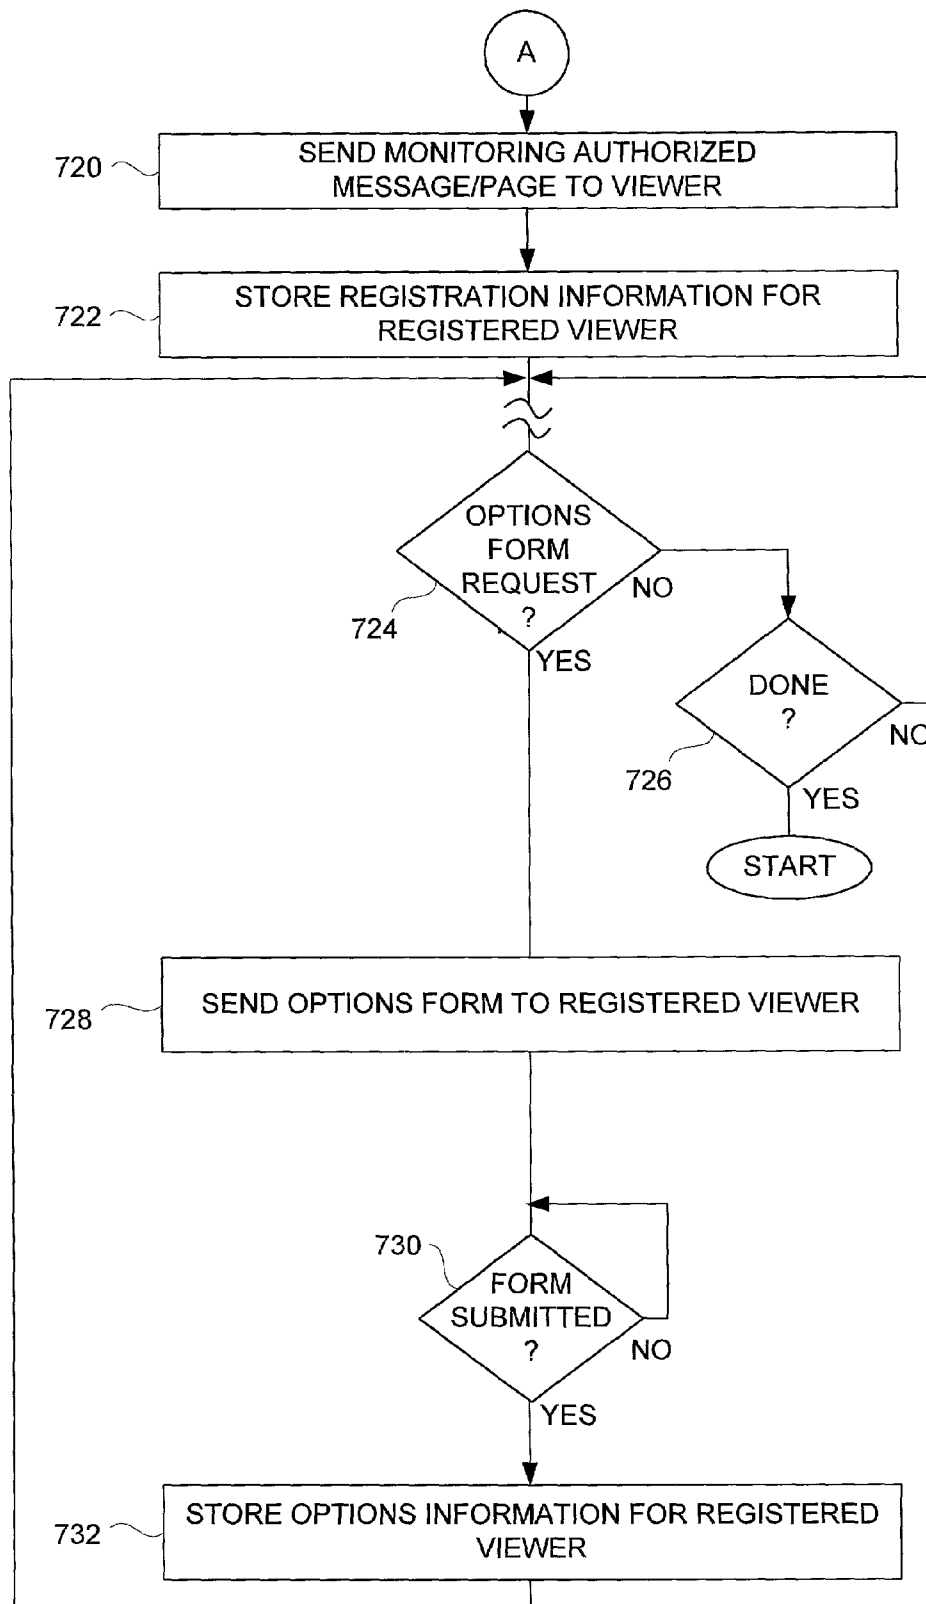 A
720
SEND MONITORING AUTHORIZED
MESSAGE/PAGE TO VIEWER
722
STORE REGISTRATION INFORMATION FOR
REGISTERED VIEWER
OPTIONS
FORM
REQUEST
?
724
NO
YES
DONE
?
726
NO
YES
START
728
SEND OPTIONS FORM TO REGISTERED VIEWER
730
FORM
SUBMITTED
?
NO
YES
732
STORE OPTIONS INFORMATION FOR REGISTERED
VIEWER